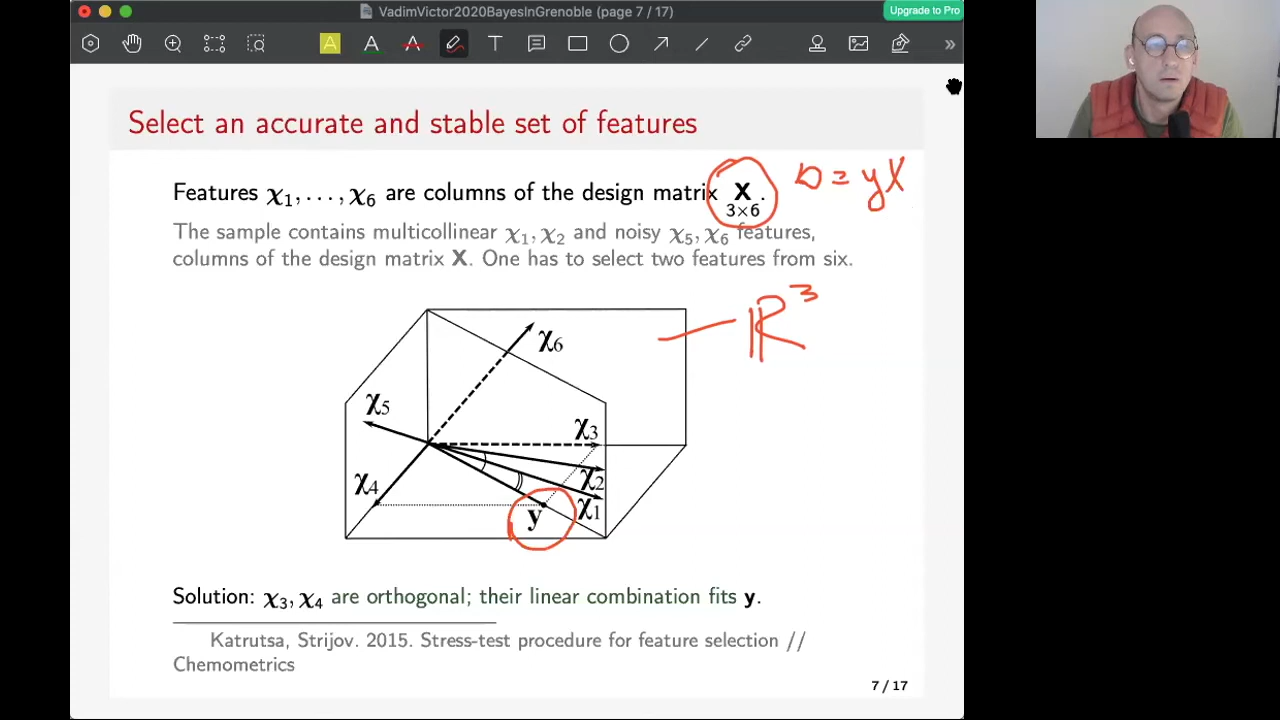 VadimVictor2020BayesInGrenoble (page 7 / 17)
Upgrade to Pro
A A A T
Select an accurate and stable set of features
Features χ₁, . . . , χ₆ are columns of the design matrix X .
3×6
D = yX
The sample contains multicollinear χ₁, χ₂ and noisy χ₅, χ₆ features,
columns of the design matrix X. One has to select two features from six.
ℝ³
χ₆
χ₅
χ₃
χ₄
χ₂
χ₁
y
Solution: χ₃, χ₄ are orthogonal; their linear combination fits y.
Katrutsa, Strijov. 2015. Stress-test procedure for feature selection //
Chemometrics
7 / 17